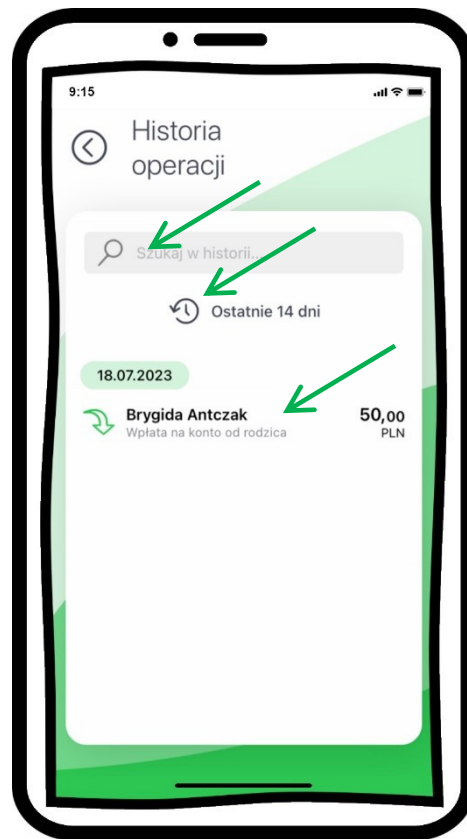 9:15
Historia
operacji
Szukaj w historii...
Ostatnie 14 dni
18.07.2023
Brygida Antczak 50,00
Wpłata na konto od rodzica PLN